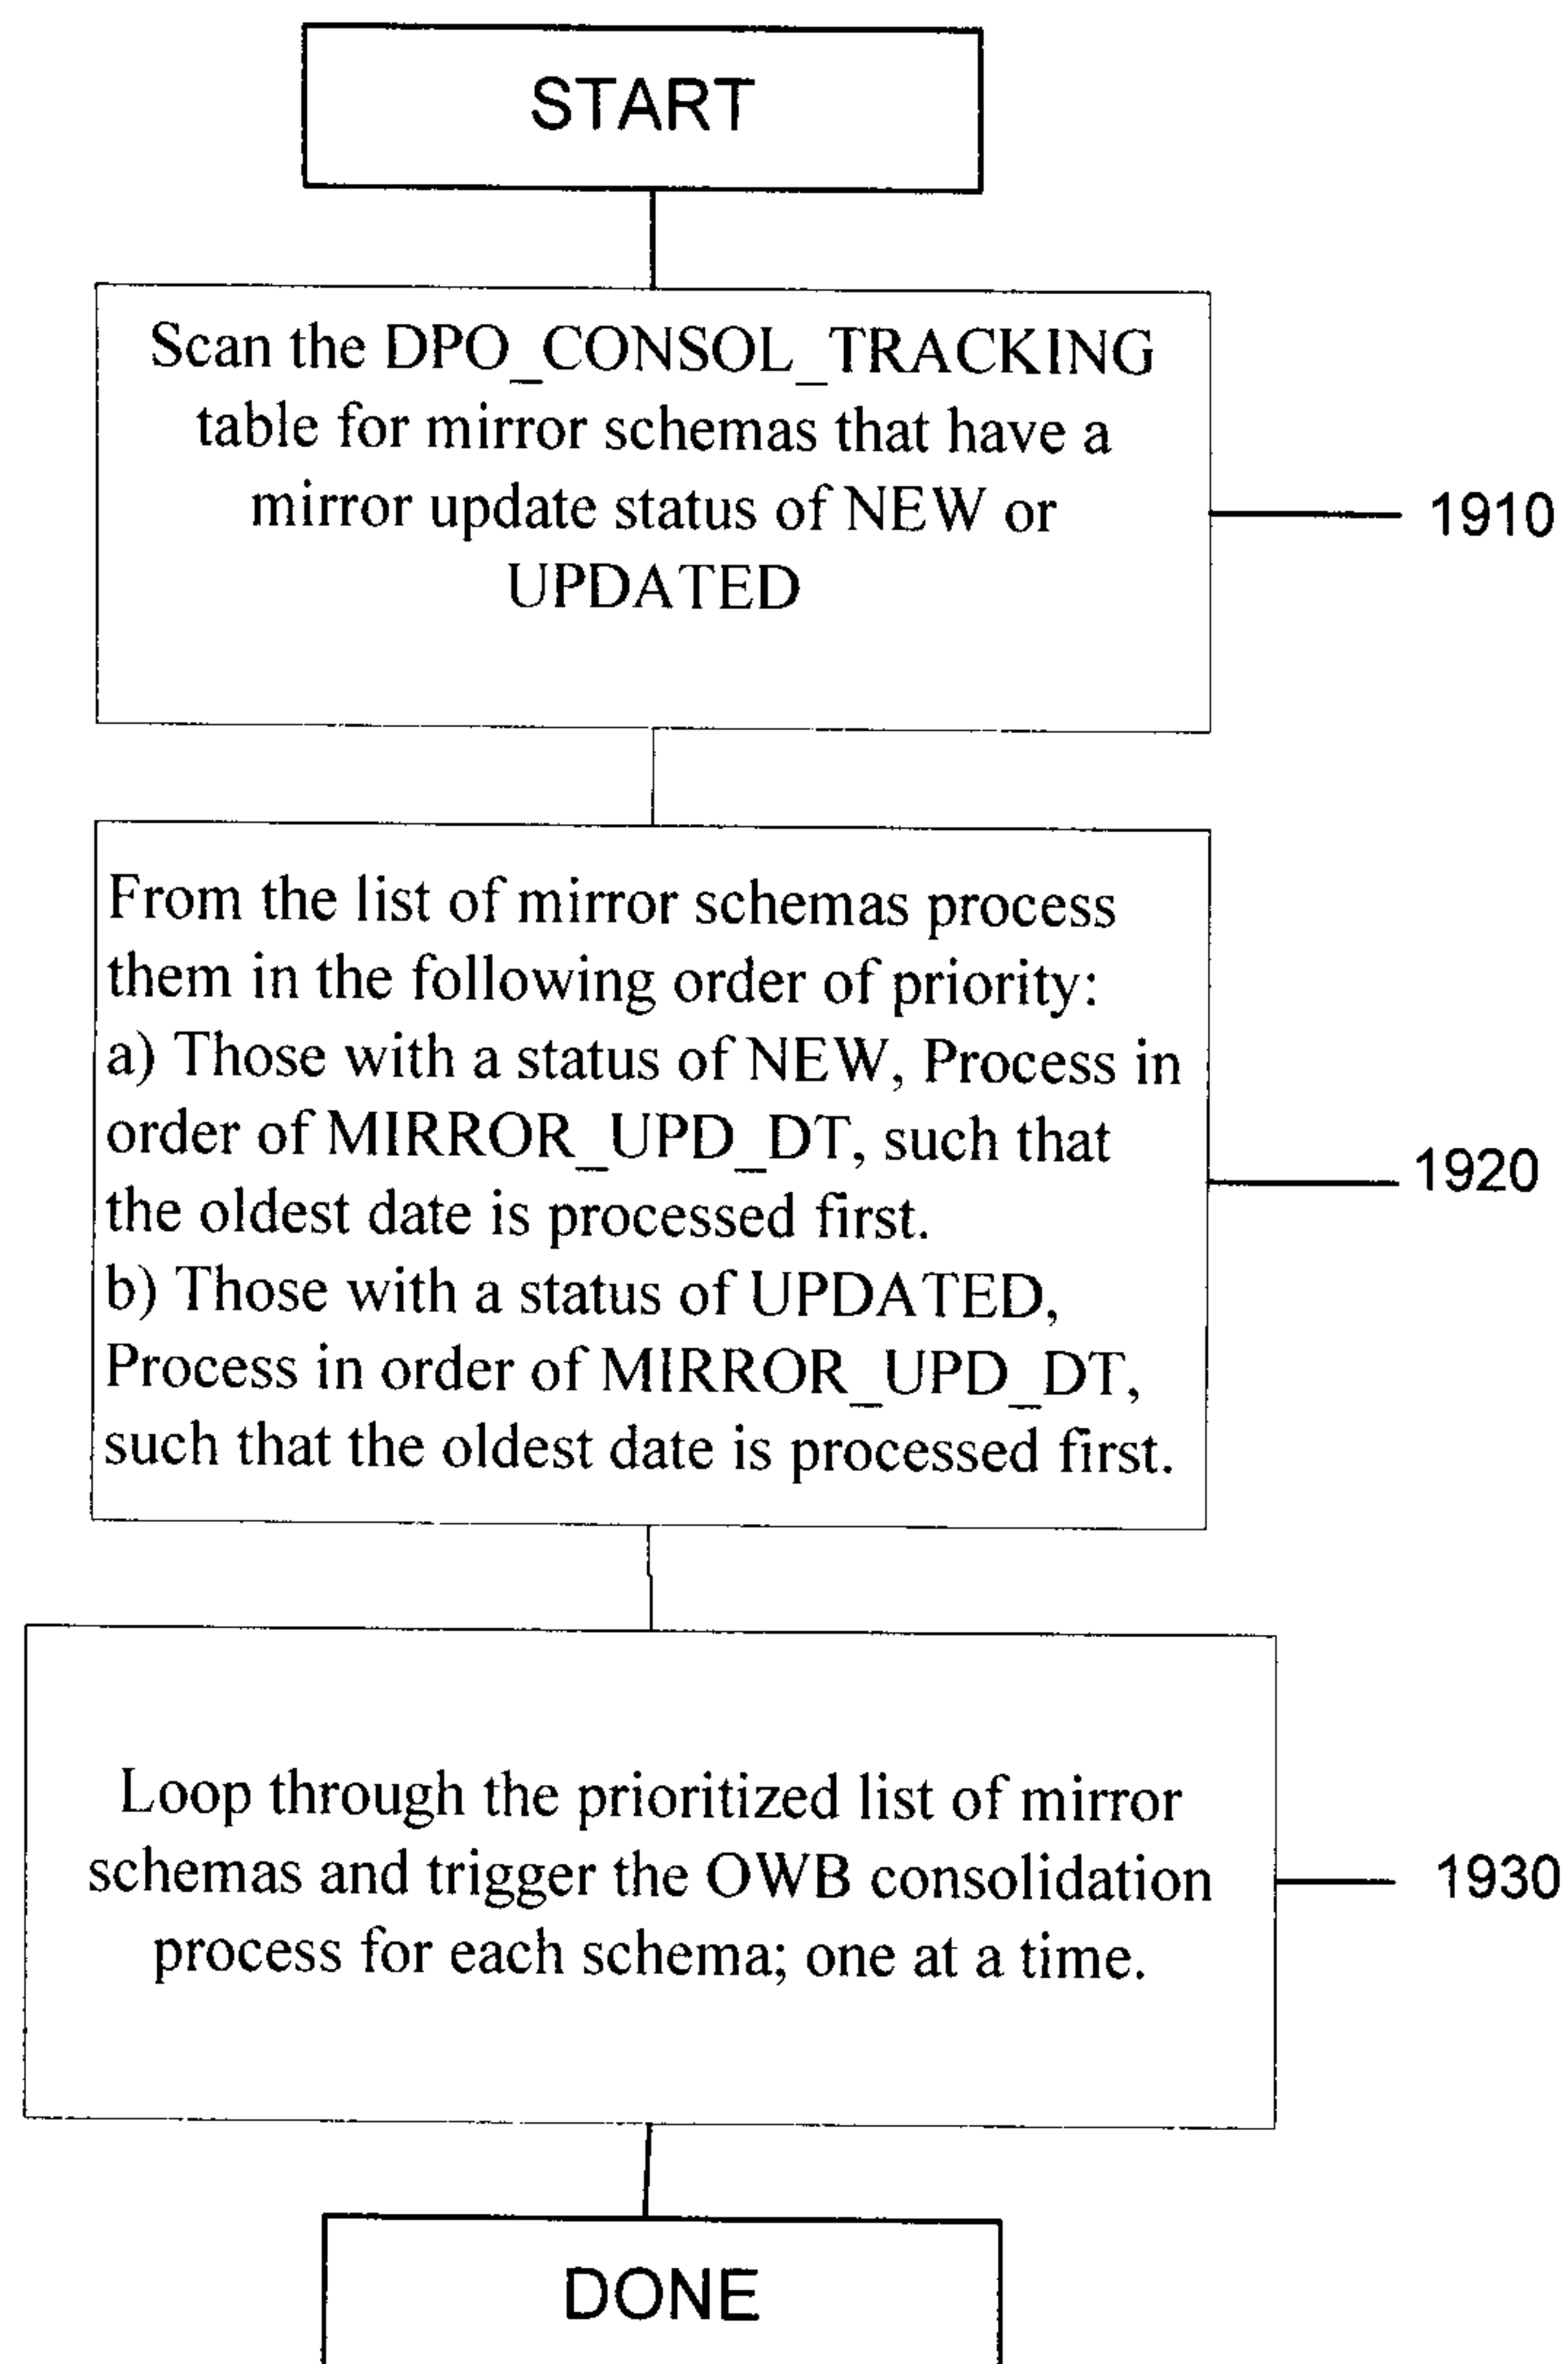 START
Scan the DPO_CONSOL_TRACKING
table for mirror schemas that have a
mirror update status of NEW or
UPDATED
1910
From the list of mirror schemas process
them in the following order of priority:
a) Those with a status of NEW, Process in
order of MIRROR_UPD_DT, such that
the oldest date is processed first.
b) Those with a status of UPDATED,
Process in order of MIRROR_UPD_DT,
such that the oldest date is processed first.
1920
Loop through the prioritized list of mirror
schemas and trigger the OWB consolidation
process for each schema; one at a time.
1930
DONE